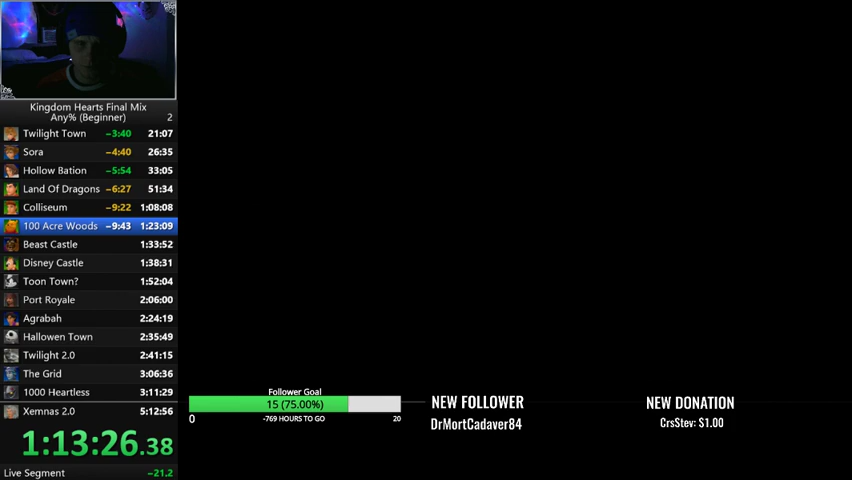 Kingdom Hearts Final Mix
Any% (Beginner) 2
Twilight Town −3:40 21:07
Sora −4:40 26:35
Hollow Bation −5:54 33:05
Land Of Dragons −6:27 51:34
Colliseum −9:22 1:08:08
100 Acre Woods −9:43 1:23:09
Beast Castle 1:33:52
Disney Castle 1:38:31
Toon Town? 1:52:04
Port Royale 2:06:00
Agrabah 2:24:19
Hallowen Town 2:35:49
Twilight 2.0 2:41:15
The Grid 3:06:36
1000 Heartless 3:11:29
Xemnas 2.0 5:12:56
1:13:26.38
Live Segment −21.2
Follower Goal
15 (75.00%)
0 -769 HOURS TO GO 20
NEW FOLLOWER
DrMortCadaver84
NEW DONATION
CrsStev: $1.00